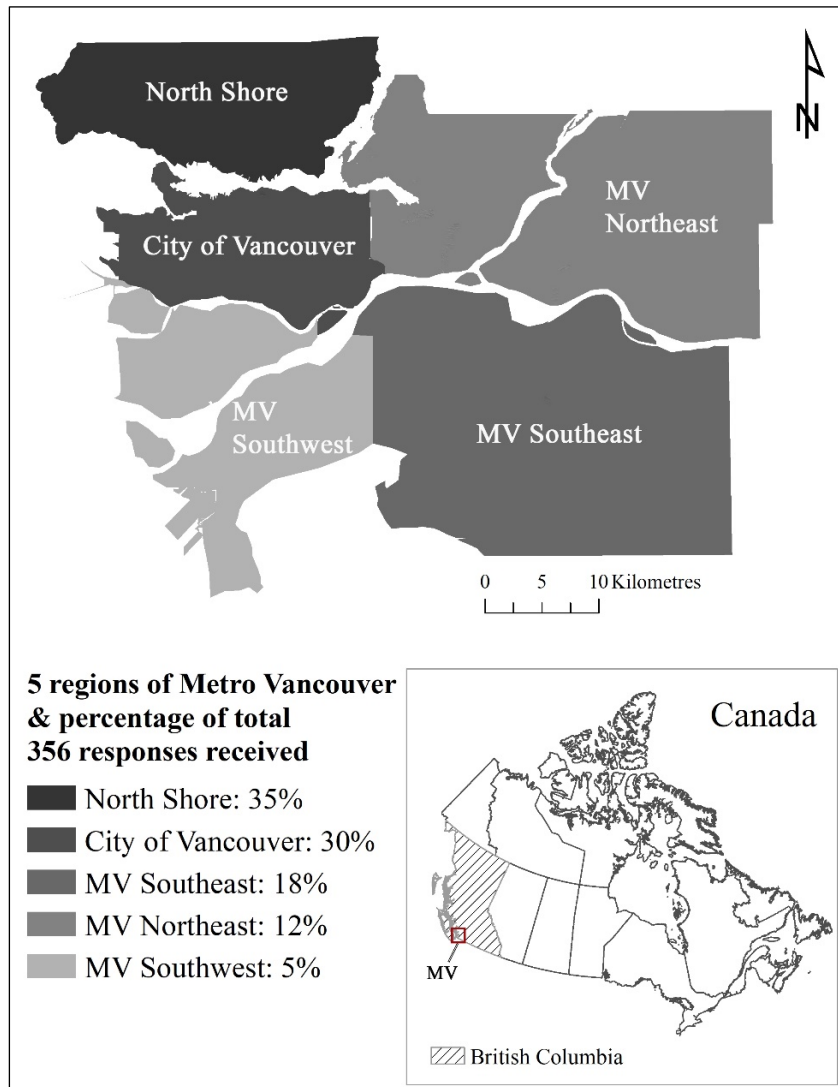 N
North Shore
MV
Northeast
City of Vancouver
MV
Southwest
MV Southeast
0 5 10 Kilometres
5 regions of Metro Vancouver
& percentage of total
356 responses received
North Shore: 35%
City of Vancouver: 30%
MV Southeast: 18%
MV Northeast: 12%
MV Southwest: 5%
Canada
MV
British Columbia